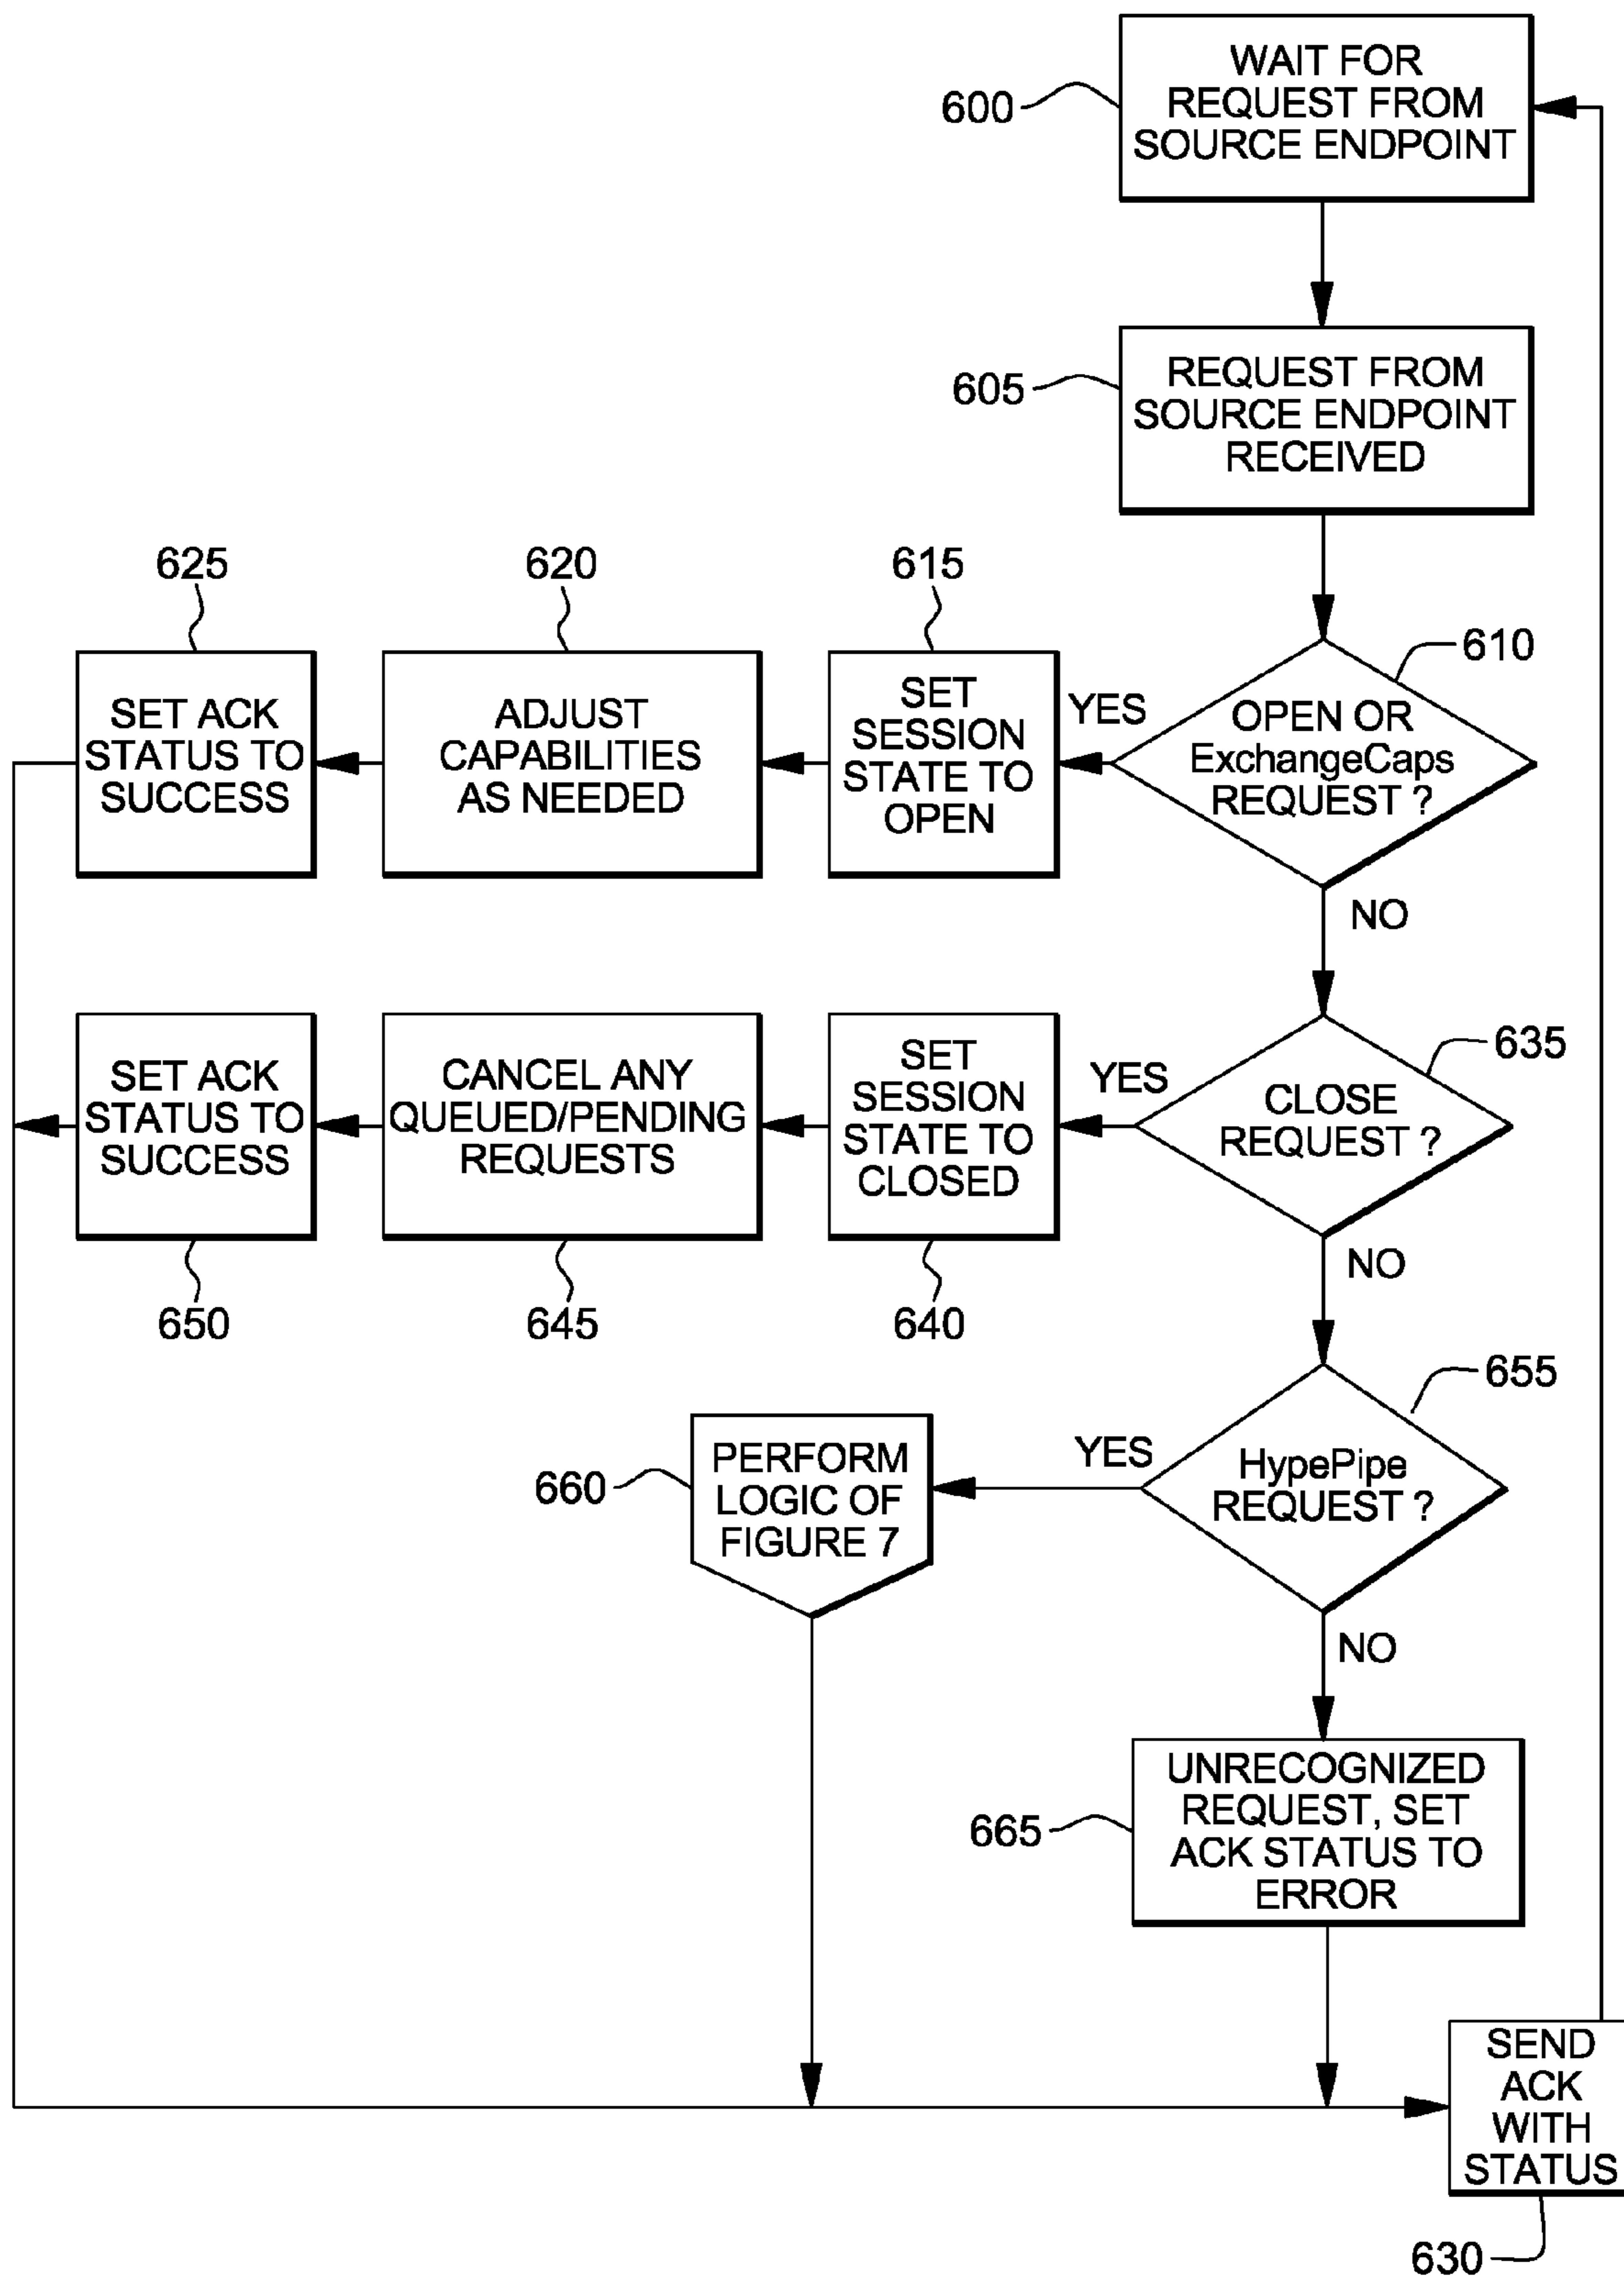 WAIT FOR
REQUEST FROM
SOURCE ENDPOINT
600
REQUEST FROM
SOURCE ENDPOINT
RECEIVED
605
625
620
615
610
SET ACK
STATUS TO
SUCCESS
ADJUST
CAPABILITIES
AS NEEDED
SET
SESSION
STATE TO
OPEN
YES
OPEN OR
ExchangeCaps
REQUEST ?
NO
SET ACK
STATUS TO
SUCCESS
CANCEL ANY
QUEUED/PENDING
REQUESTS
SET
SESSION
STATE TO
CLOSED
YES
CLOSE
REQUEST ?
635
NO
650
645
640
655
660
PERFORM
LOGIC OF
FIGURE 7
YES
HypePipe
REQUEST ?
NO
665
UNRECOGNIZED
REQUEST, SET
ACK STATUS TO
ERROR
SEND
ACK
WITH
STATUS
630